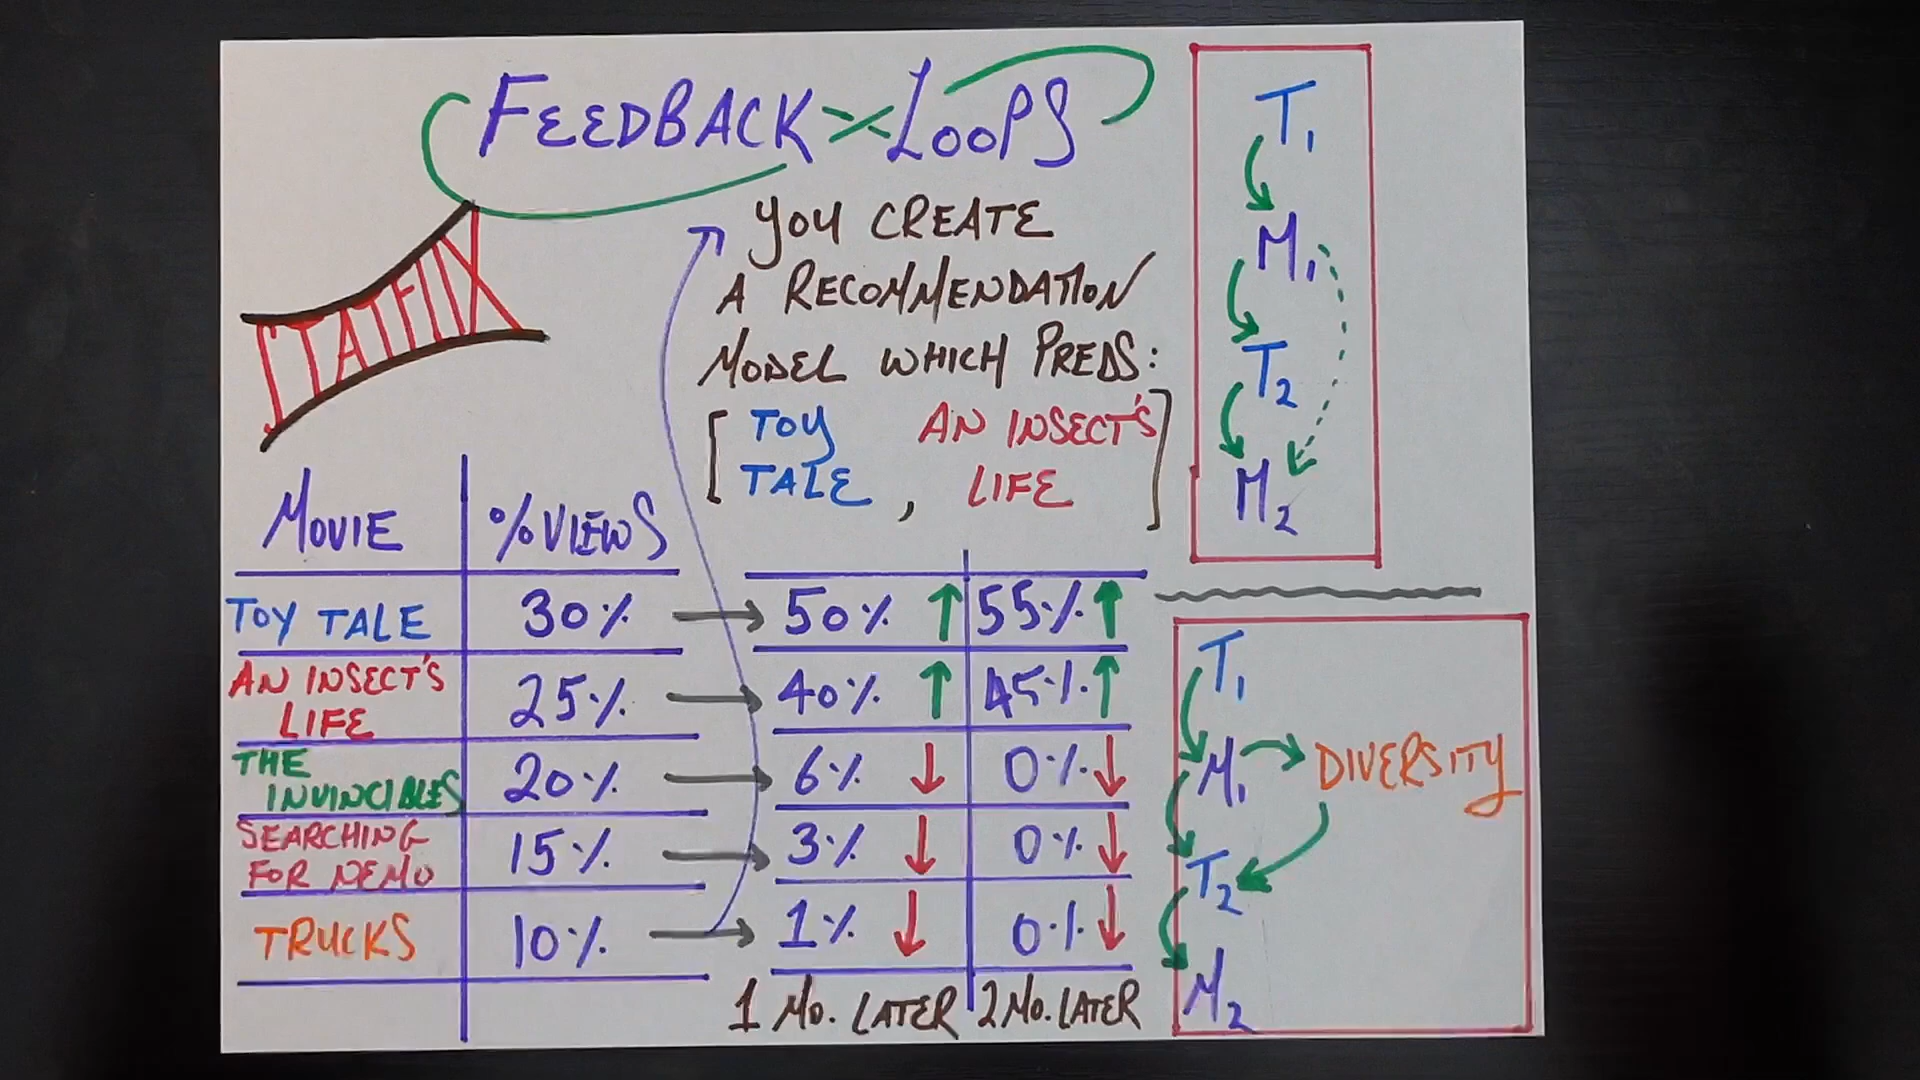 FEEDBACK LOOPS
STATFLIX
YOU CREATE
A RECOMMENDATION
MODEL WHICH PREDS:
[TOY TALE, AN INSECT'S LIFE]
MOVIE %VIEWS
TOY TALE 30% 50% 55%
AN INSECT'S LIFE 25% 40% 45%
THE INVINCIBLES 20% 6% 0%
SEARCHING FOR NEMO 15% 3% 0%
TRUCKS 10% 1% 0%
1 MO. LATER 2 MO. LATER
T1
M1
T2
M2
T1
M1 DIVERSITY
T2
M2